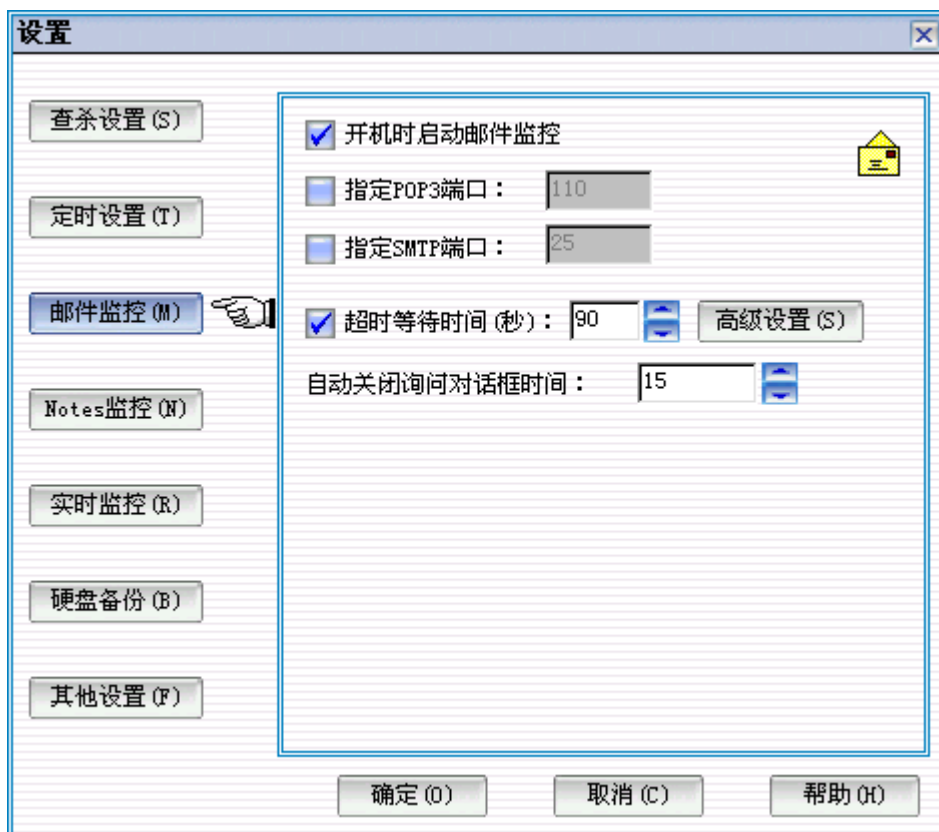 设置
查杀设置(S)
定时设置(T)
邮件监控(M)
Notes监控(N)
实时监控(R)
硬盘备份(B)
其他设置(F)
开机时启动邮件监控
指定POP3端口： 110
指定SMTP端口： 25
超时等待时间(秒)： 90 高级设置(S)
自动关闭询问对话框时间： 15
确定(O) 取消(C) 帮助(H)